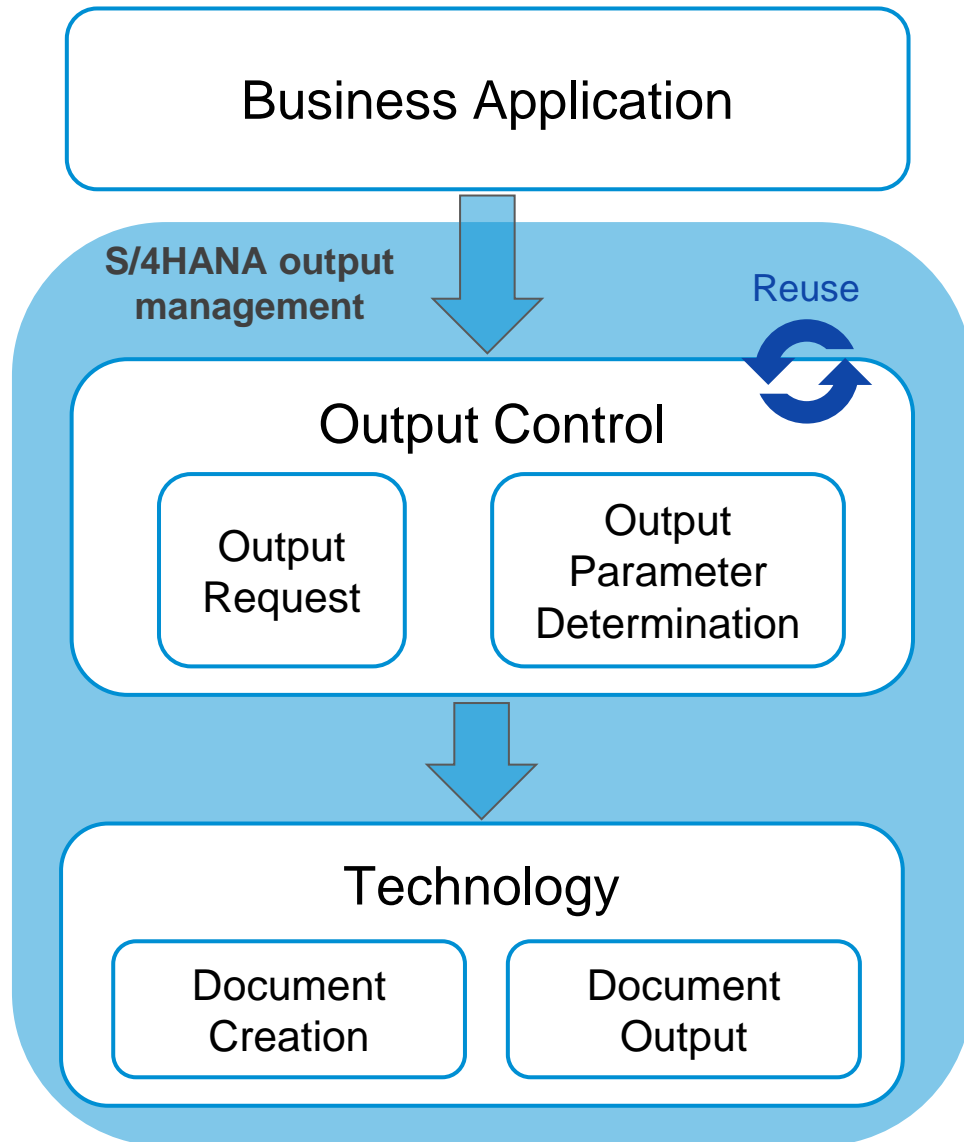 Business Application
S/4HANA output
management
Reuse
Output Control
Output
Request
Output
Parameter
Determination
Technology
Document
Creation
Document
Output